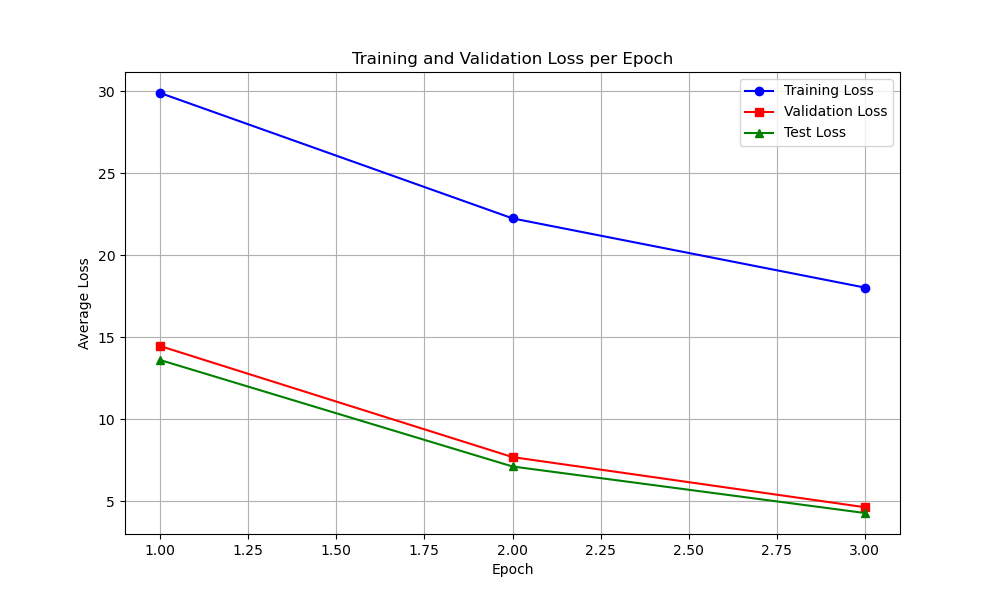 Training and Validation Loss per Epoch
Training Loss
Validation Loss
Test Loss
Average Loss
30
25
20
15
10
5
1.00 1.25 1.50 1.75 2.00 2.25 2.50 2.75 3.00
Epoch